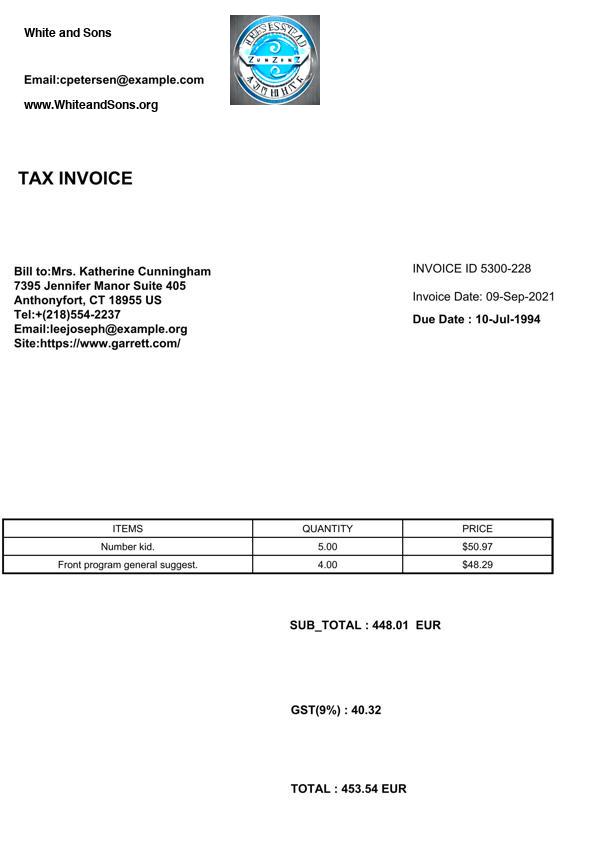 White and Sons
Email:cpetersen@example.com
www.WhiteandSons.org
ZunZenZ
TAX INVOICE
Bill to:Mrs. Katherine Cunningham
7395 Jennifer Manor Suite 405
Anthonyfort, CT 18955 US
Tel:+(218)554-2237
Email:leejoseph@example.org
Site:https://www.garrett.com/
INVOICE ID 5300-228
Invoice Date: 09-Sep-2021
Due Date : 10-Jul-1994
ITEMS QUANTITY PRICE
Number kid. 5.00 $50.97
Front program general suggest. 4.00 $48.29
SUB_TOTAL : 448.01 EUR
GST(9%) : 40.32
TOTAL : 453.54 EUR